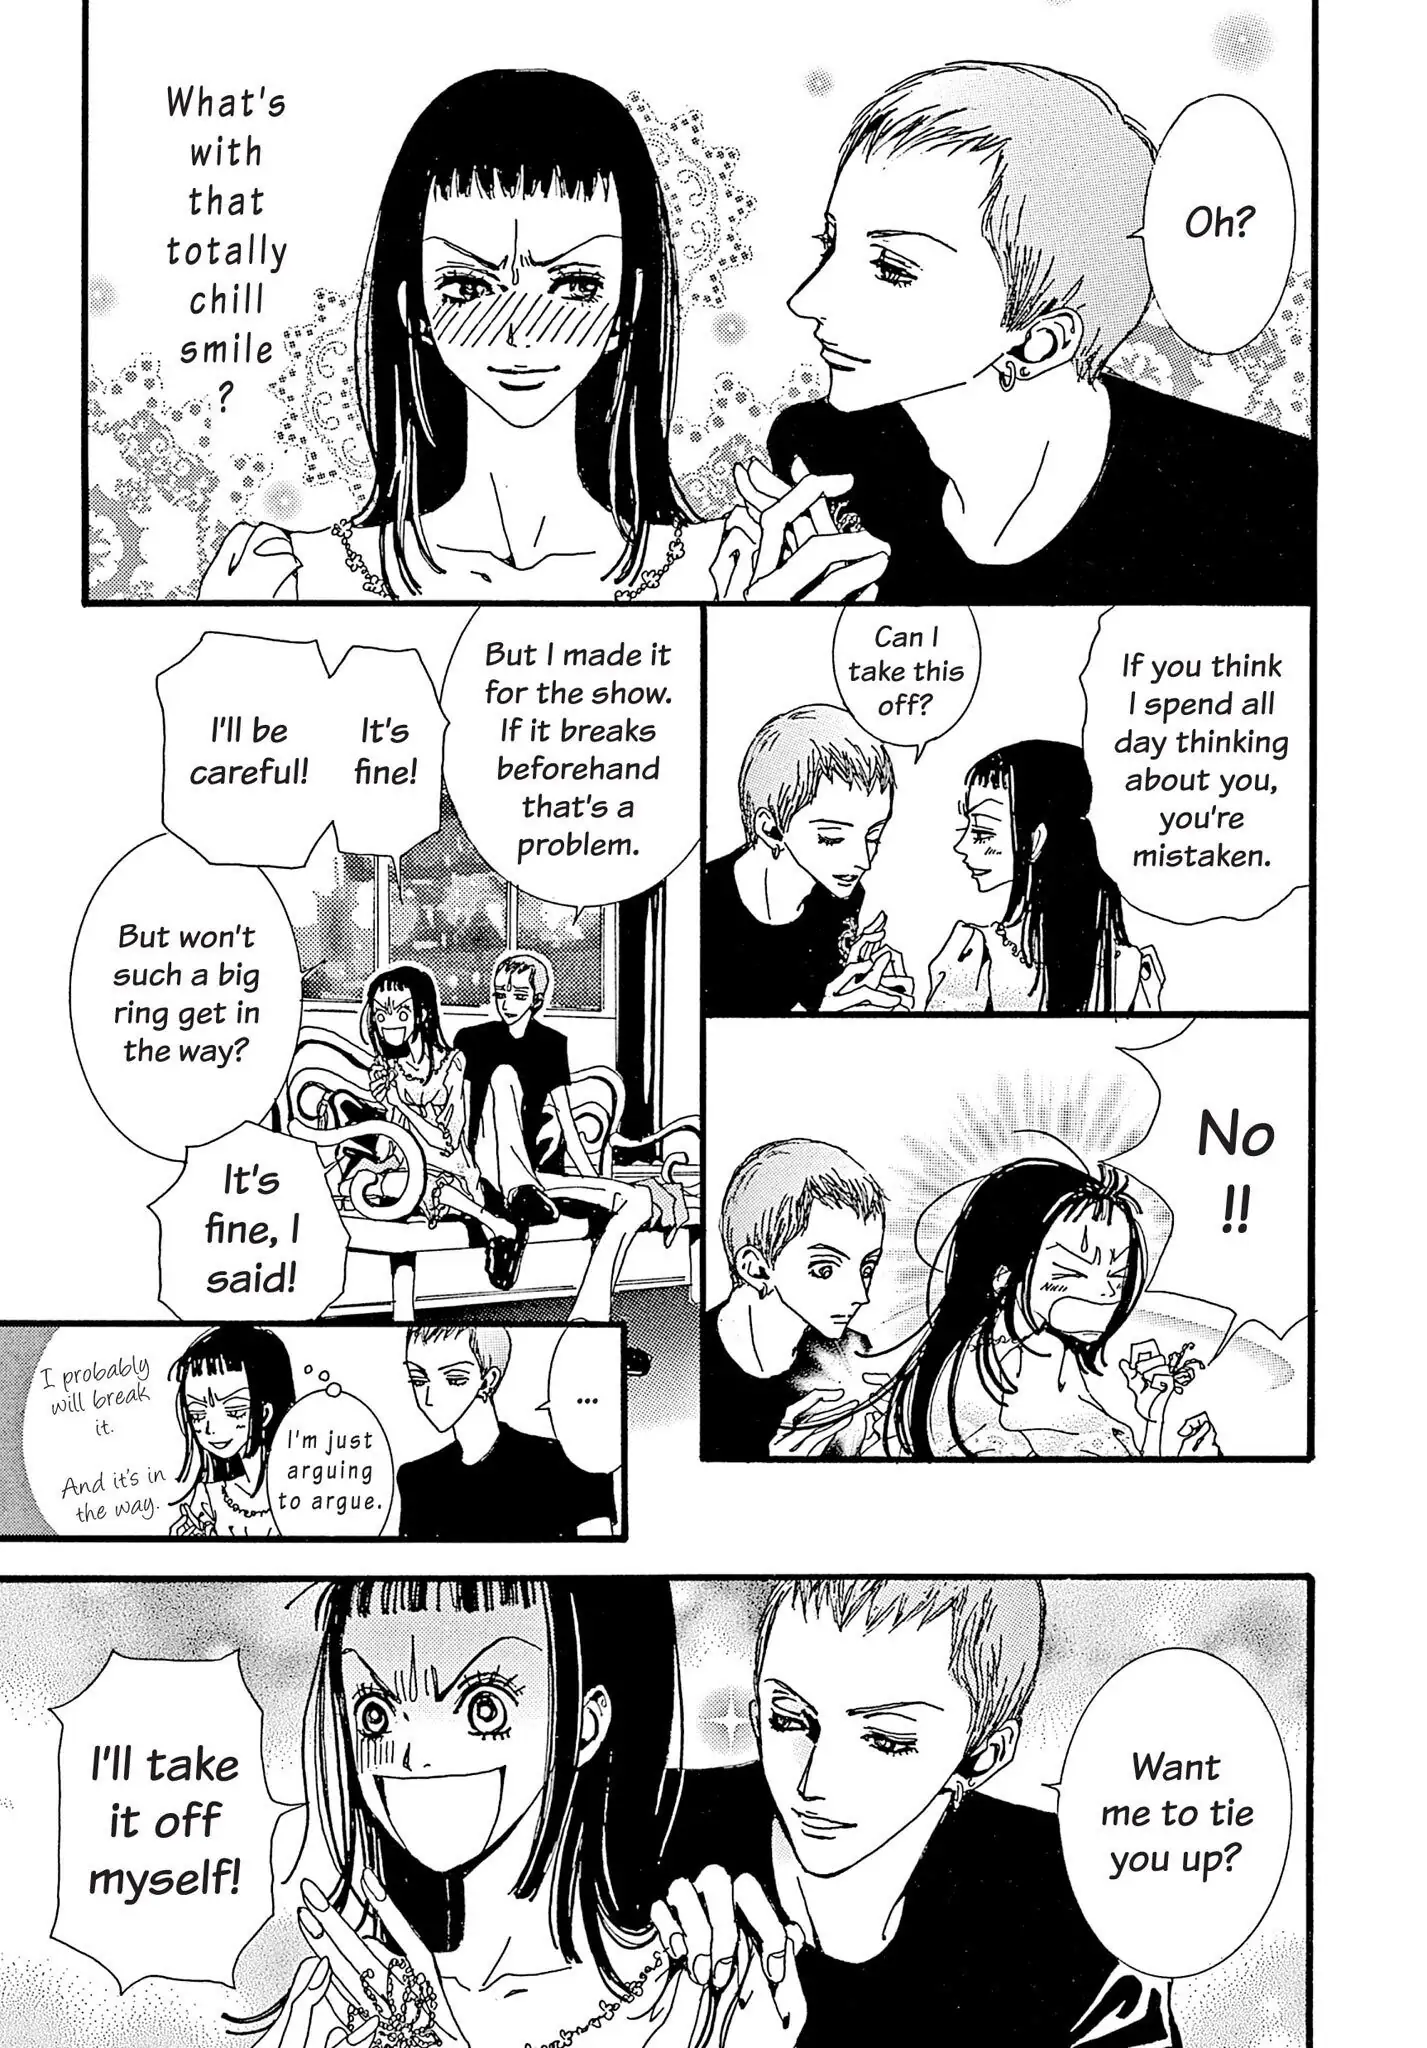 Oh?
What's
with
that
totally
chill
smile
?
If you think
I spend all
day thinking
about you,
you're
mistaken.
Can I
take this
off?
No
!!
But I made it
for the show.
If it breaks
beforehand
that's a
problem.
It's
fine!
I'll be
careful!
But won't
such a big
ring get in
the way?
It's
fine, I
said!
...
I'm just
arguing
to argue.
I probably
will break
it.
And it's in
the way.
Want
me to tie
you up?
I'll take
it off
myself!